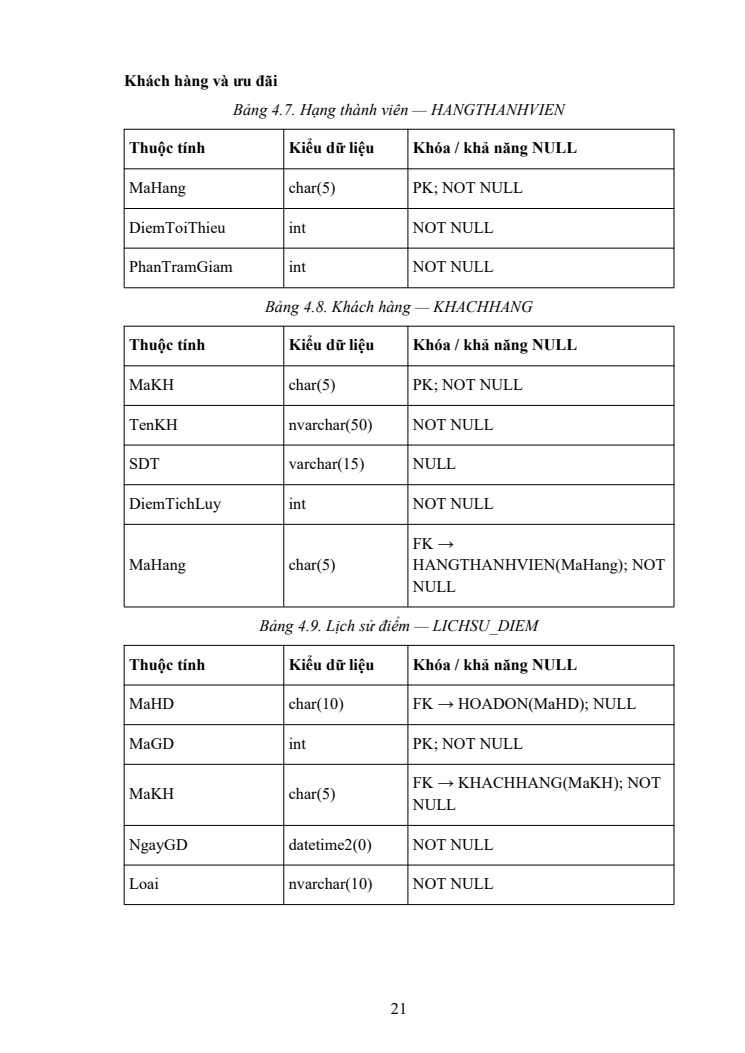 Khách hàng và ưu đãi
Bảng 4.7. Hạng thành viên — HANGTHANHVIEN
Thuộc tính Kiểu dữ liệu Khóa / khả năng NULL
MaHang char(5) PK; NOT NULL
DiemToiThieu int NOT NULL
PhanTramGiam int NOT NULL
Bảng 4.8. Khách hàng — KHACHHANG
Thuộc tính Kiểu dữ liệu Khóa / khả năng NULL
MaKH char(5) PK; NOT NULL
TenKH nvarchar(50) NOT NULL
SDT varchar(15) NULL
DiemTichLuy int NOT NULL
MaHang char(5) FK →
HANGTHANHVIEN(MaHang); NOT
NULL
Bảng 4.9. Lịch sử điểm — LICHSU_DIEM
Thuộc tính Kiểu dữ liệu Khóa / khả năng NULL
MaHD char(10) FK → HOADON(MaHD); NULL
MaGD int PK; NOT NULL
MaKH char(5) FK → KHACHHANG(MaKH); NOT
NULL
NgayGD datetime2(0) NOT NULL
Loai nvarchar(10) NOT NULL
21